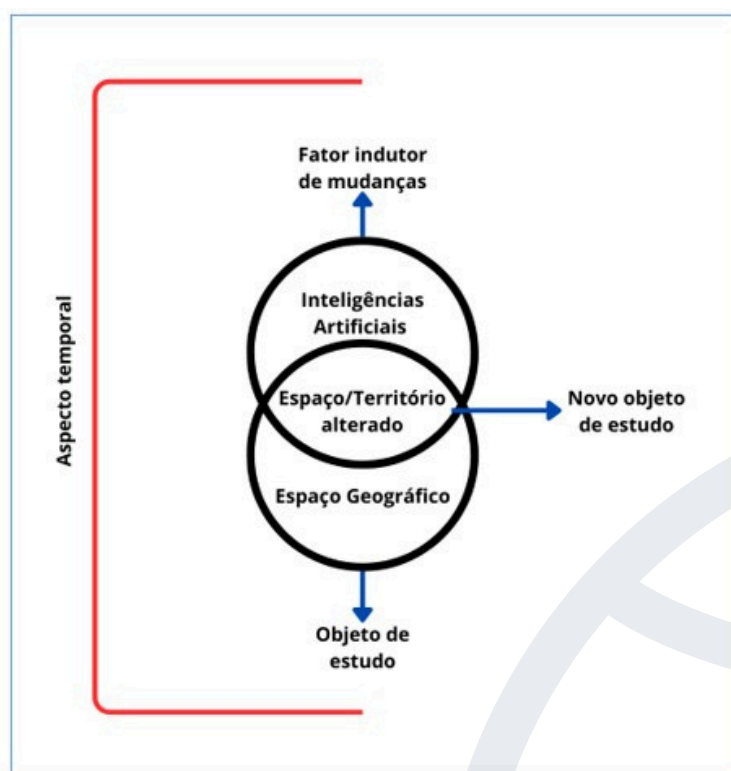 Fator indutor
de mudanças
Inteligências
Artificiais
Aspecto temporal
Espaço/Território
alterado
Novo objeto
de estudo
Espaço Geográfico
Objeto de
estudo